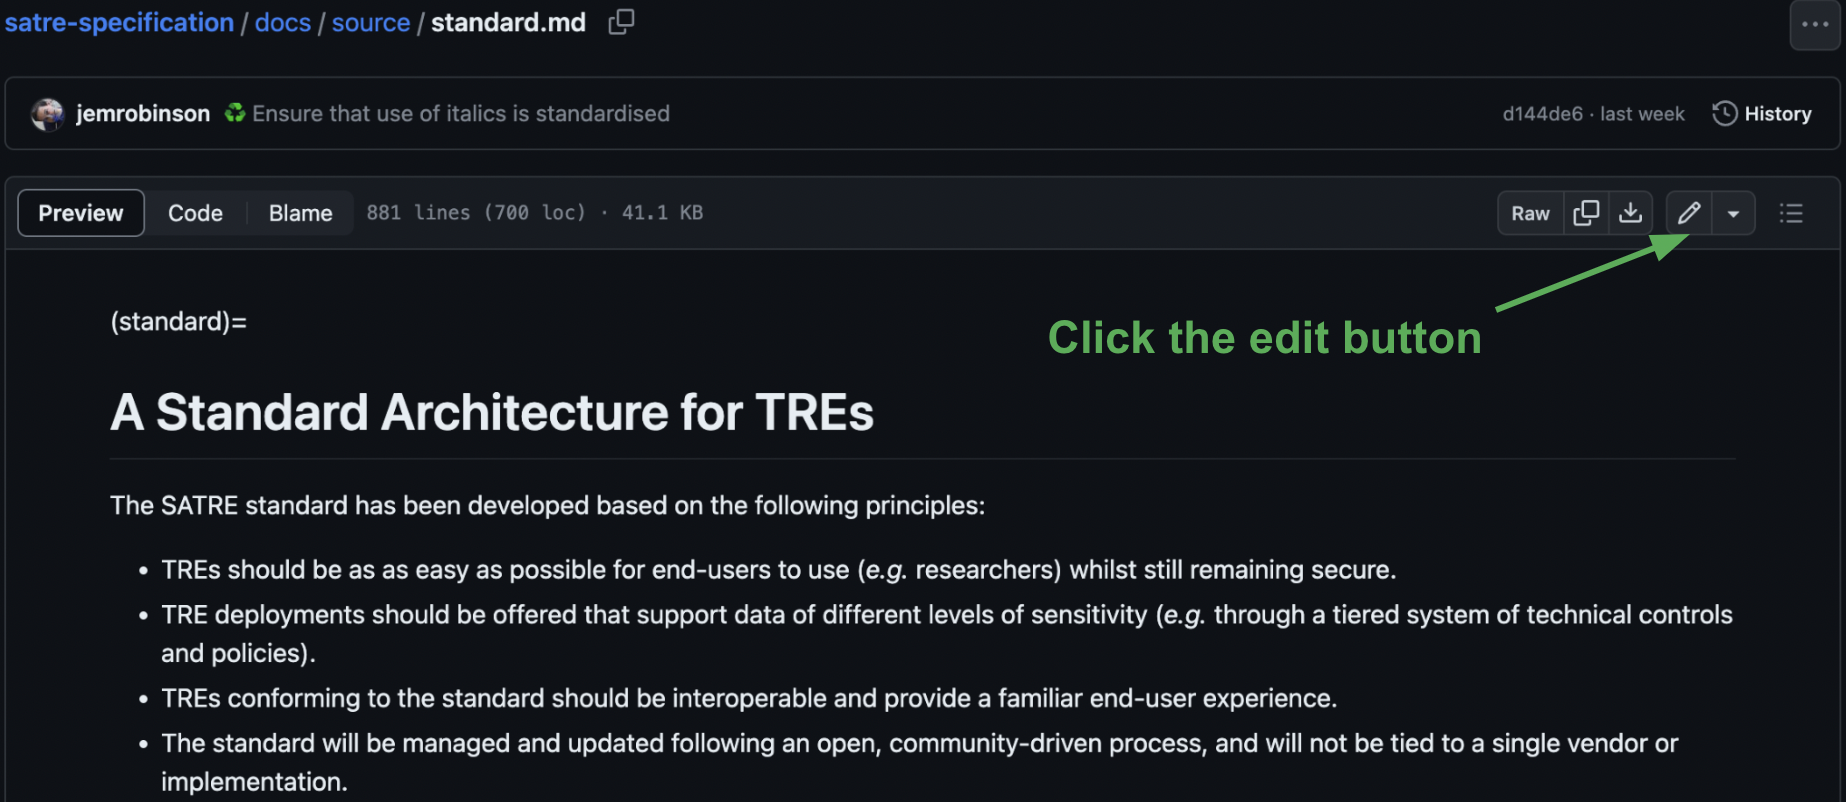 satre-specification / docs / source / standard.md
jemrobinson Ensure that use of italics is standardised d144de6 · last week History
Preview Code Blame 881 lines (700 loc) · 41.1 KB Raw
(standard)=
Click the edit button
A Standard Architecture for TREs
The SATRE standard has been developed based on the following principles:
• TREs should be as as easy as possible for end-users to use (e.g. researchers) whilst still remaining secure.
• TRE deployments should be offered that support data of different levels of sensitivity (e.g. through a tiered system of technical controls
and policies).
• TREs conforming to the standard should be interoperable and provide a familiar end-user experience.
• The standard will be managed and updated following an open, community-driven process, and will not be tied to a single vendor or
implementation.